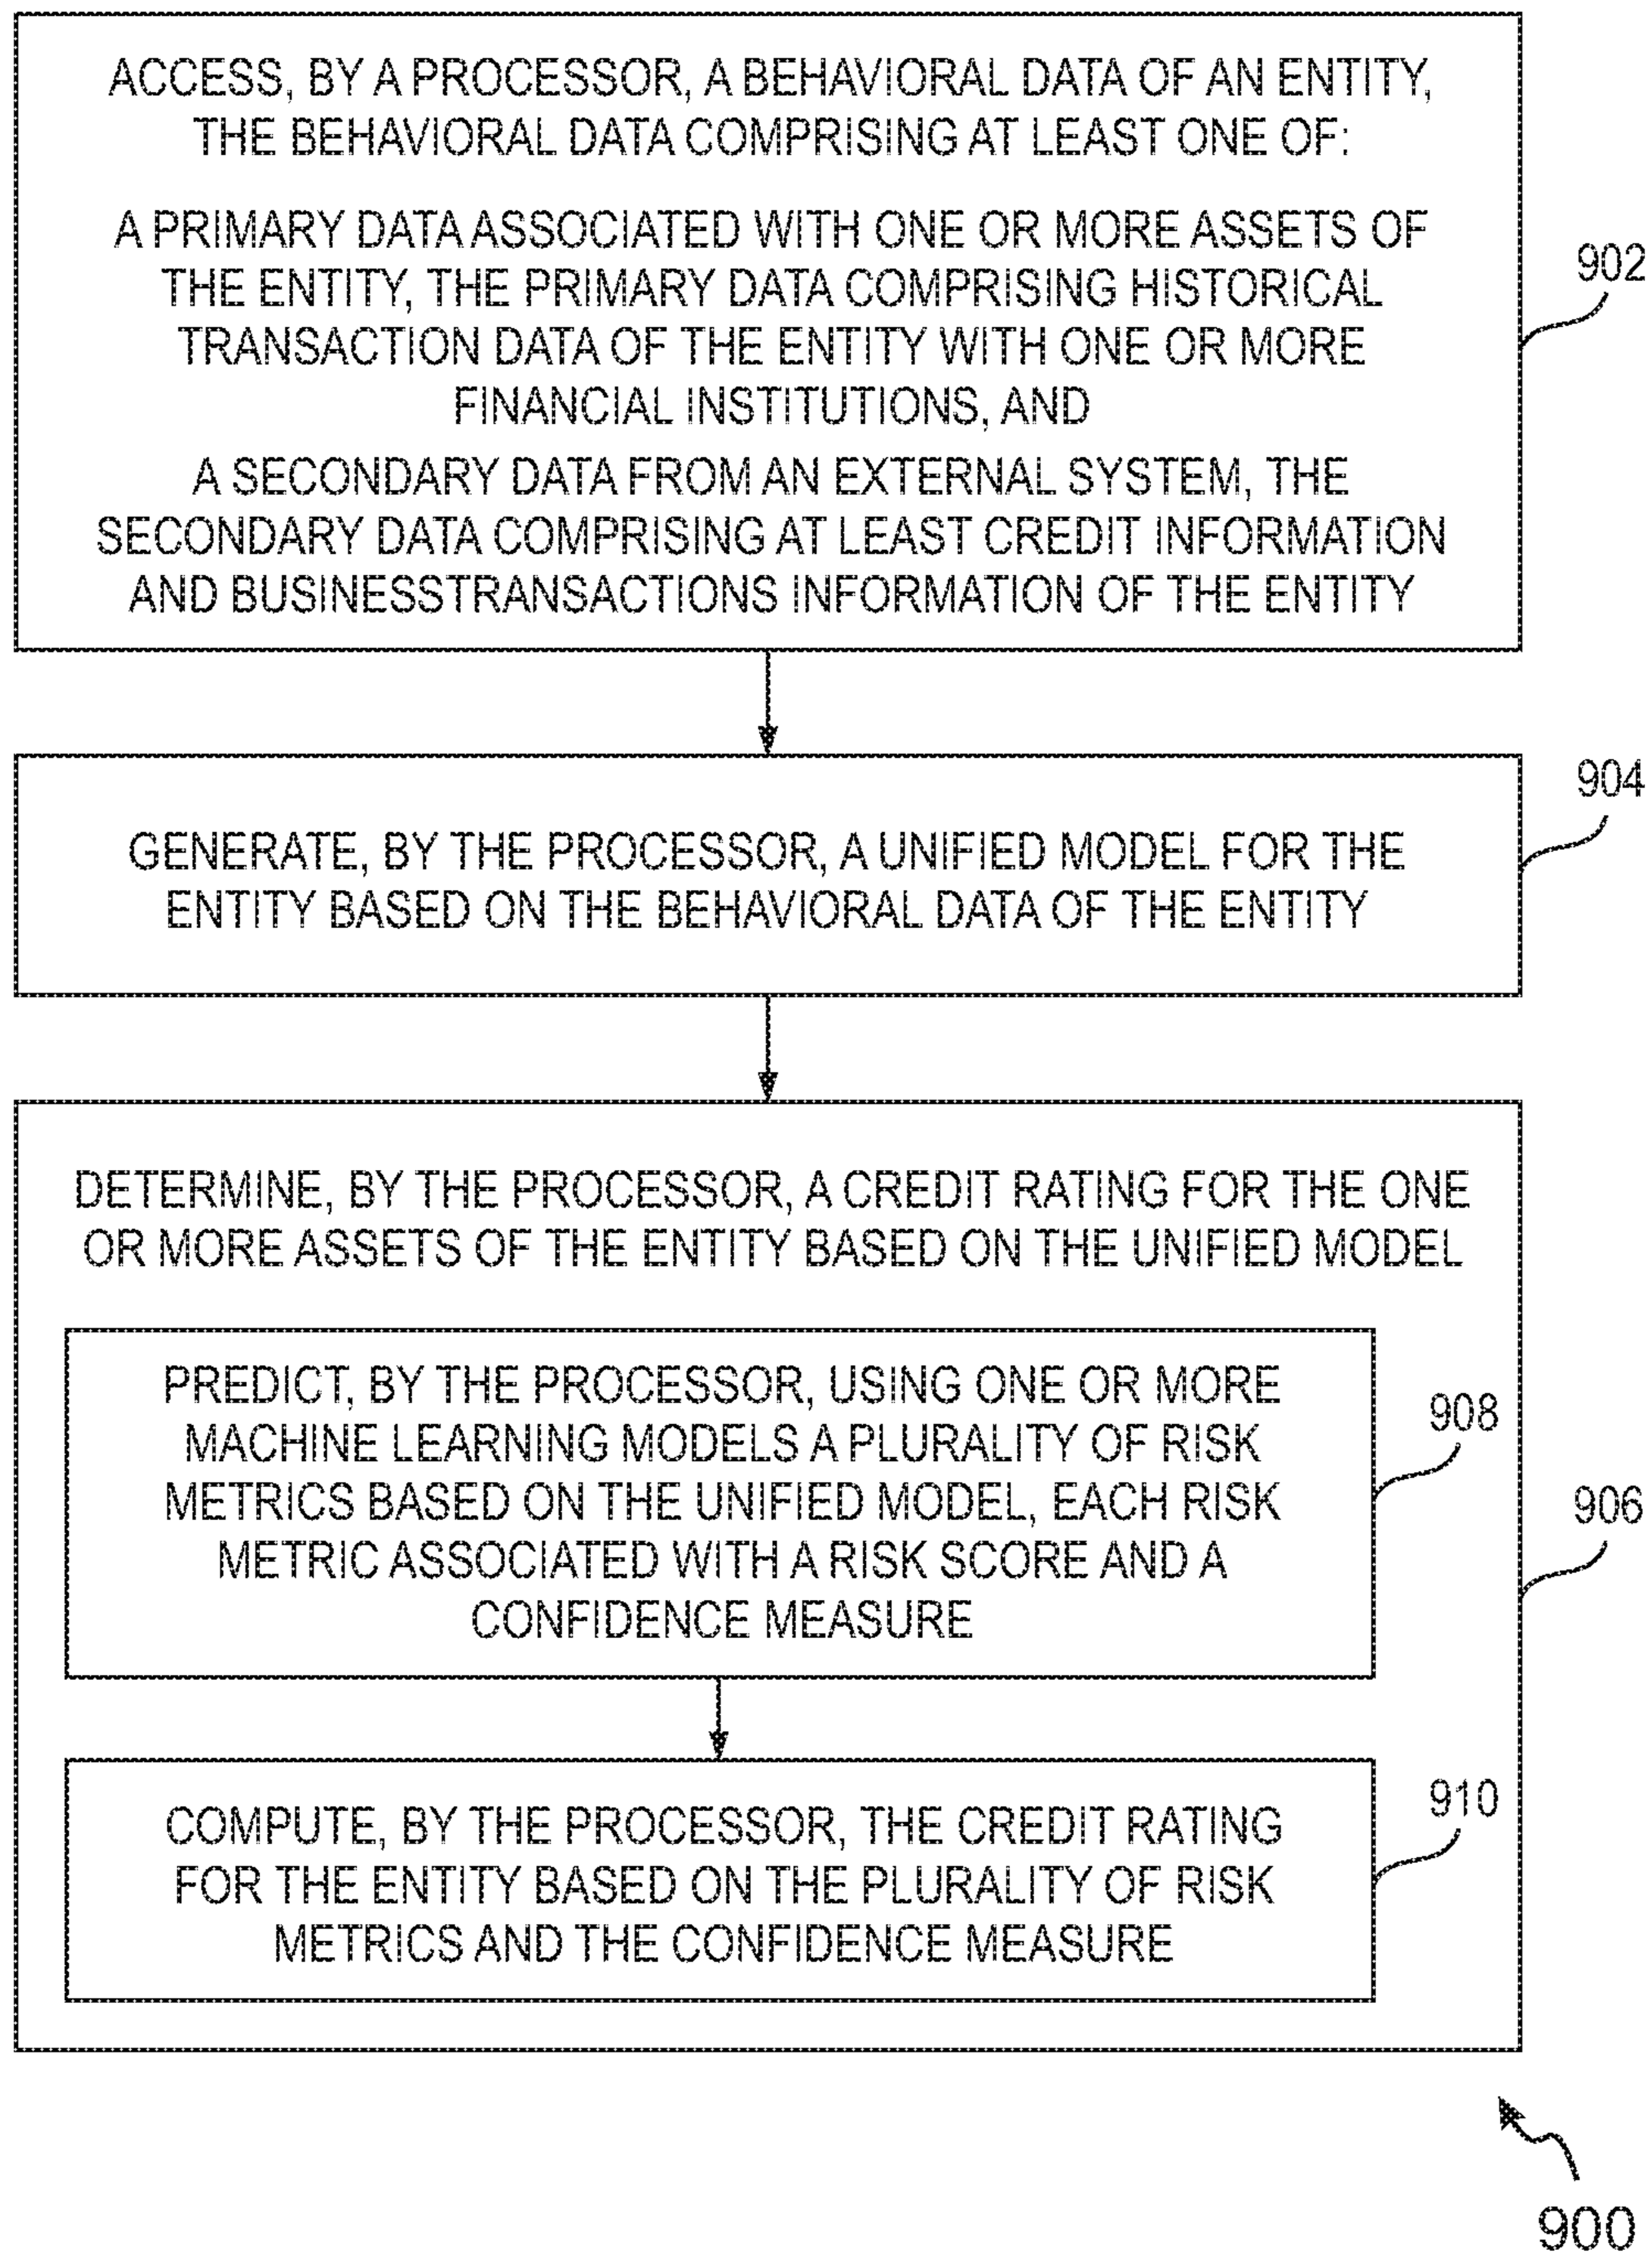 ACCESS, BY A PROCESSOR, A BEHAVIORAL DATA OF AN ENTITY,
THE BEHAVIORAL DATA COMPRISING AT LEAST ONE OF:
A PRIMARY DATA ASSOCIATED WITH ONE OR MORE ASSETS OF
THE ENTITY, THE PRIMARY DATA COMPRISING HISTORICAL
TRANSACTION DATA OF THE ENTITY WITH ONE OR MORE
FINANCIAL INSTITUTIONS, AND
A SECONDARY DATA FROM AN EXTERNAL SYSTEM, THE
SECONDARY DATA COMPRISING AT LEAST CREDIT INFORMATION
AND BUSINESSTRANSACTIONS INFORMATION OF THE ENTITY
902
GENERATE, BY THE PROCESSOR, A UNIFIED MODEL FOR THE
ENTITY BASED ON THE BEHAVIORAL DATA OF THE ENTITY
904
DETERMINE, BY THE PROCESSOR, A CREDIT RATING FOR THE ONE
OR MORE ASSETS OF THE ENTITY BASED ON THE UNIFIED MODEL
PREDICT, BY THE PROCESSOR, USING ONE OR MORE
MACHINE LEARNING MODELS A PLURALITY OF RISK
METRICS BASED ON THE UNIFIED MODEL, EACH RISK
METRIC ASSOCIATED WITH A RISK SCORE AND A
CONFIDENCE MEASURE
908
906
COMPUTE, BY THE PROCESSOR, THE CREDIT RATING
FOR THE ENTITY BASED ON THE PLURALITY OF RISK
METRICS AND THE CONFIDENCE MEASURE
910
900